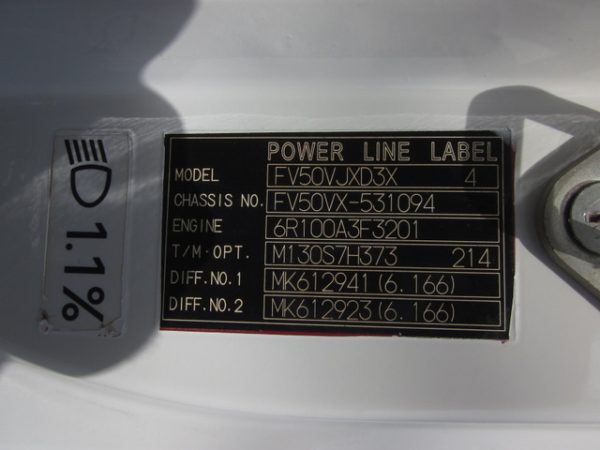 POWER LINE LABEL
MODEL FV50VJXD3X 4
CHASSIS NO. FV50VX-531094
ENGINE 6R100A3F3201
T/M·OPT. M130S7H373 214
DIFF.NO.1 MK612941(6.166)
DIFF.NO.2 MK612923(6.166)
1.1%